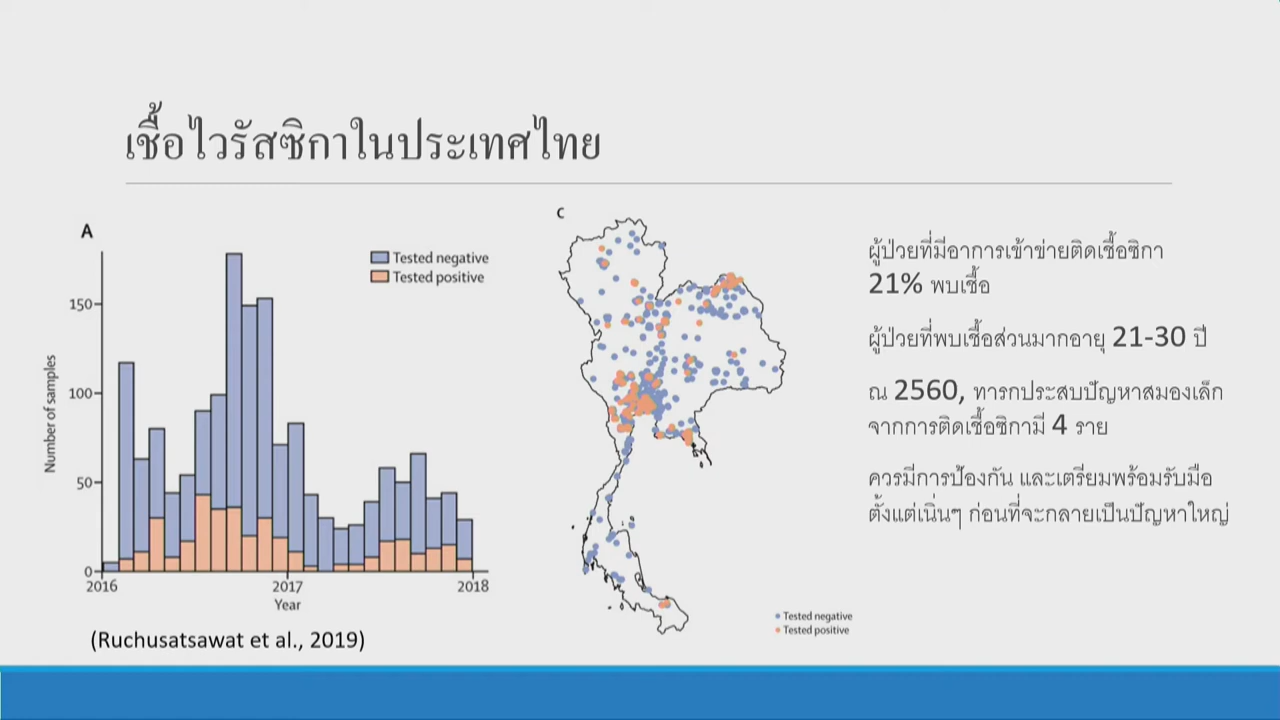 เชื้อไวรัสซิกาในประเทศไทย
A
Tested negative
Tested positive
150
100
50
0
Number of samples
2016
2017
2018
Year
(Ruchusatsawat et al., 2019)
C
Tested negative
Tested positive
ผู้ป่วยที่มีอาการเข้าข่ายติดเชื้อซิกา
21% พบเชื้อ
ผู้ป่วยที่พบเชื้อส่วนมากอายุ 21-30 ปี
ณ 2560, ทารกประสบปัญหาสมองเล็ก
จากการติดเชื้อซิกามี 4 ราย
ควรมีการป้องกัน และเตรียมพร้อมรับมือ
ตั้งแต่เนิ่นๆ ก่อนที่จะกลายเป็นปัญหาใหญ่